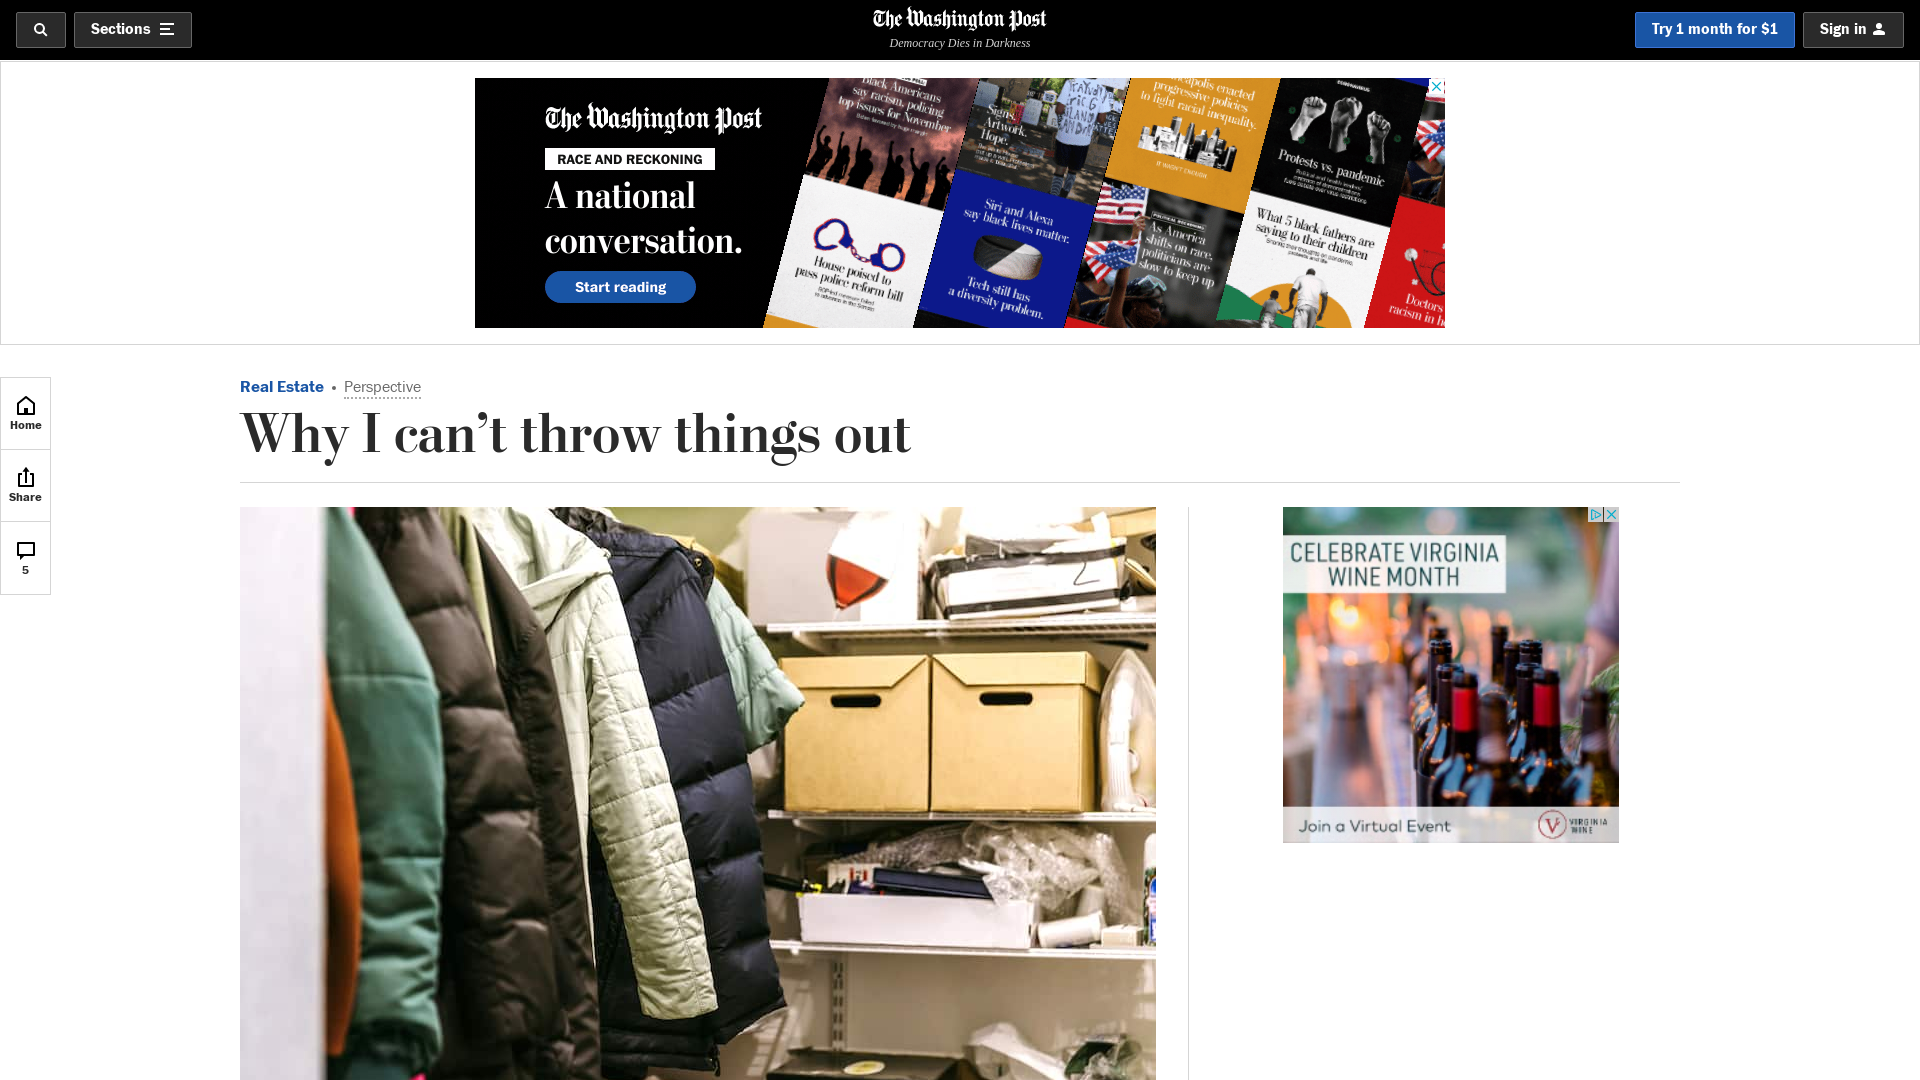 Sections
The Washington Post
Democracy Dies in Darkness
Try 1 month for $1
Sign in
The Washington Post
RACE AND RECKONING
A national
conversation.
Start reading
Black Americans
say racism, policing
top issues for November
Signs.
Artwork.
Hope.
progressive policies
to fight racial inequality.
IT WASN'T ENOUGH.
CORONAVIRUS
Protests vs. pandemic
House poised to
pass police reform bill
Siri and Alexa
say black lives matter.
Tech still has
a diversity problem.
As America
shifts on race,
politicians are
slow to keep up
What 5 black fathers are
saying to their children
Doctors
racism in
Home
Share
5
Real Estate • Perspective
Why I can’t throw things out
CELEBRATE VIRGINIA
WINE MONTH
Join a Virtual Event
VIRGINIA
WINE